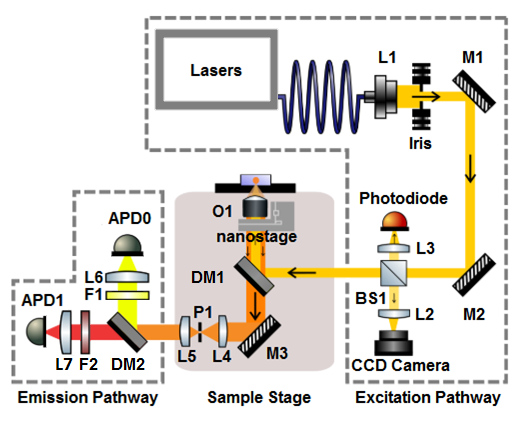 Lasers
L1
M1
Iris
Photodiode
O1
nanostage
L3
APD0
DM1
BS1
M2
L6
F1
L2
APD1
P1
L7
F2
DM2
L5
L4
M3
CCD Camera
Emission Pathway
Sample Stage
Excitation Pathway